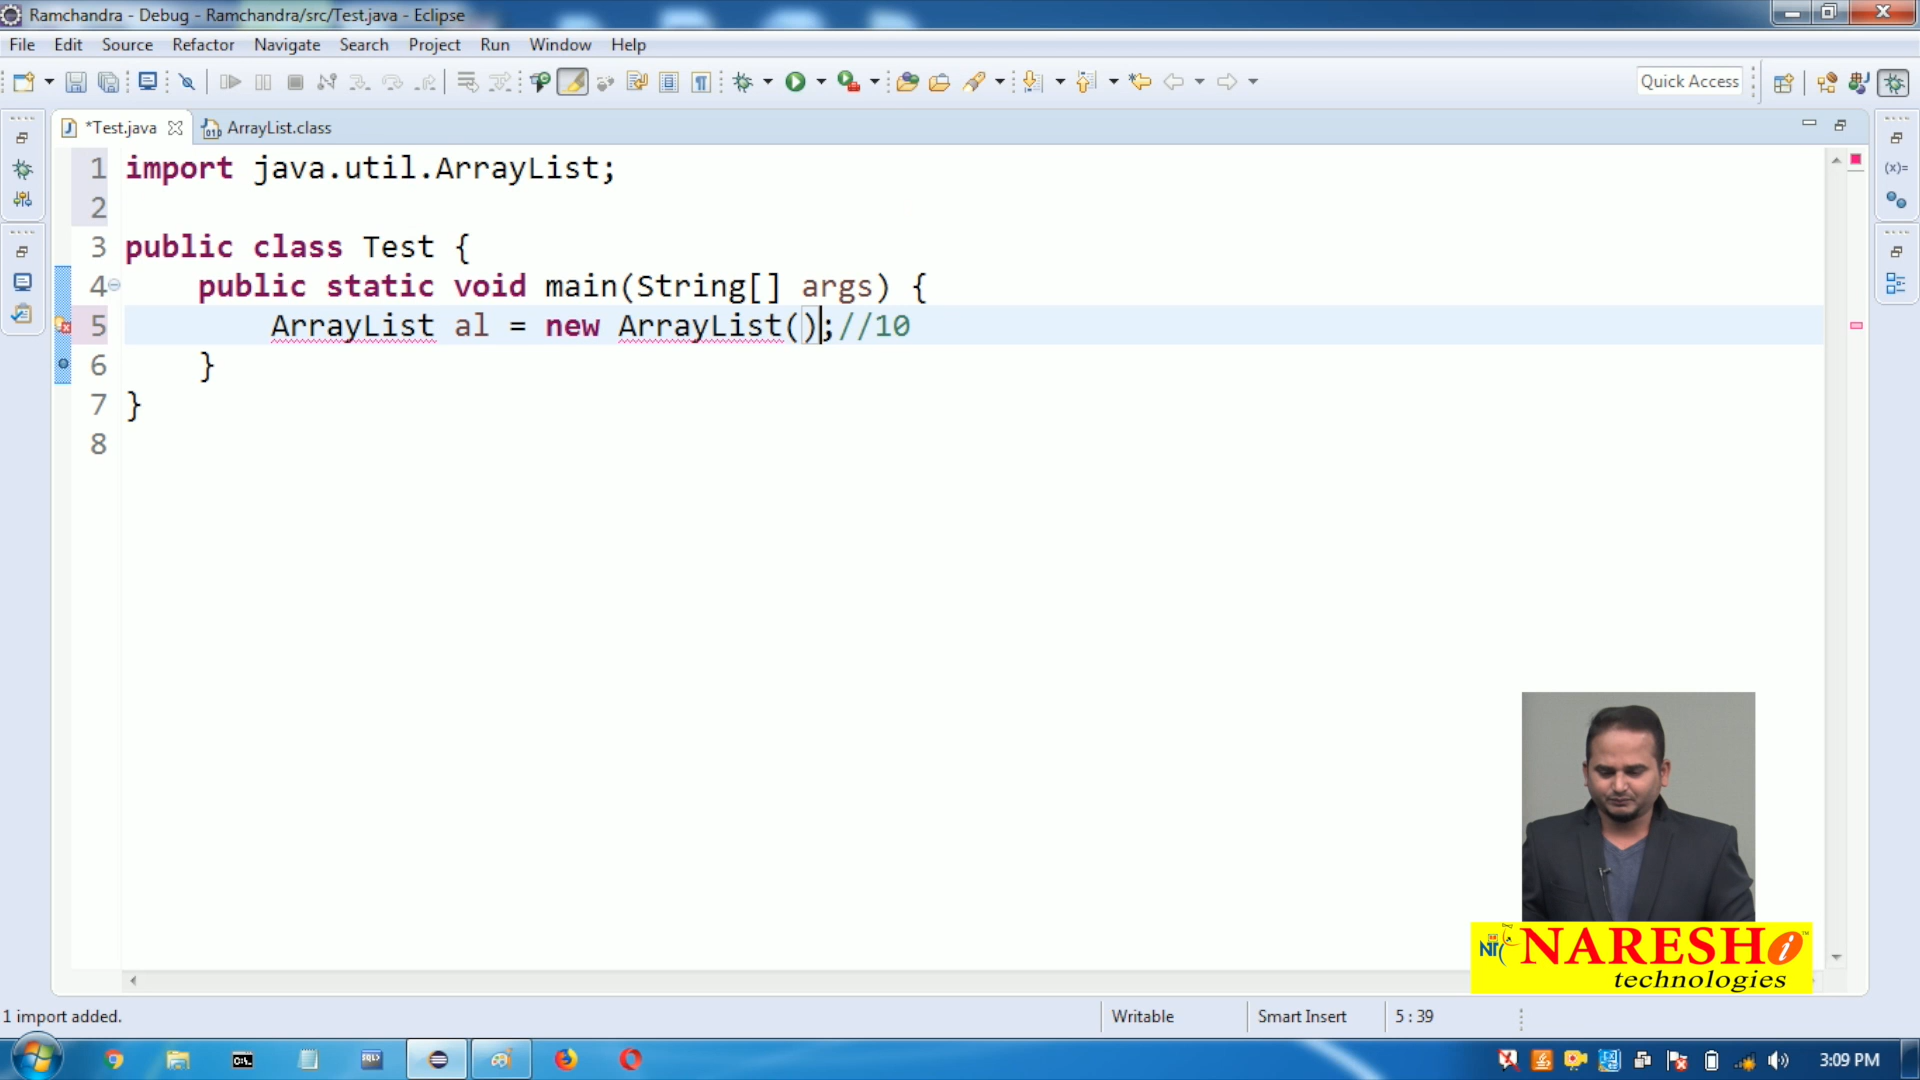 Ramchandra - Debug - Ramchandra/src/Test.java - Eclipse
File Edit Source Refactor Navigate Search Project Run Window Help
Quick Access
*Test.java ArrayList.class
1 import java.util.ArrayList;
2
3 public class Test {
4 public static void main(String[] args) {
5 ArrayList al = new ArrayList();//10
6 }
7 }
8
NARESH i
technologies
1 import added. Writable Smart Insert 5 : 39
3:09 PM